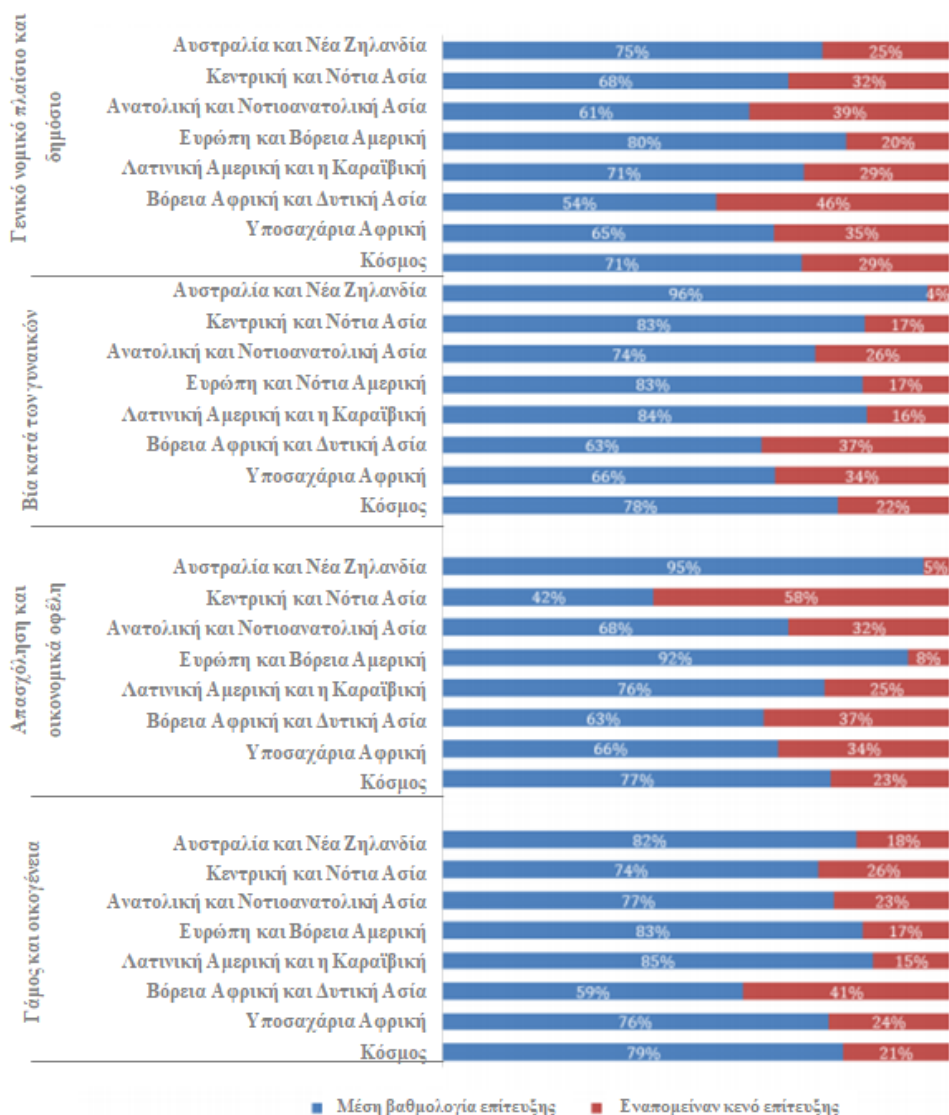 Γενικό νομικό πλαίσιο και
δημόσιο
Αυστραλία και Νέα Ζηλανδία 75% 25%
Κεντρική και Νότια Ασία 68% 32%
Ανατολική και Νοτιοανατολική Ασία 61% 39%
Ευρώπη και Βόρεια Αμερική 80% 20%
Λατινική Αμερική και η Καραϊβική 71% 29%
Βόρεια Αφρική και Δυτική Ασία 54% 46%
Υποσαχάρια Αφρική 65% 35%
Κόσμος 71% 29%
Βία κατά των γυναικών
Αυστραλία και Νέα Ζηλανδία 96% 4%
Κεντρική και Νότια Ασία 83% 17%
Ανατολική και Νοτιοανατολική Ασία 74% 26%
Ευρώπη και Νότια Αμερική 83% 17%
Λατινική Αμερική και η Καραϊβική 84% 16%
Βόρεια Αφρική και Δυτική Ασία 63% 37%
Υποσαχάρια Αφρική 66% 34%
Κόσμος 78% 22%
Απασχόληση και
οικονομικά οφέλη
Αυστραλία και Νέα Ζηλανδία 95% 5%
Κεντρική και Νότια Ασία 42% 58%
Ανατολική και Νοτιοανατολική Ασία 68% 32%
Ευρώπη και Βόρεια Αμερική 92% 8%
Λατινική Αμερική και η Καραϊβική 76% 25%
Βόρεια Αφρική και Δυτική Ασία 63% 37%
Υποσαχάρια Αφρική 66% 34%
Κόσμος 77% 23%
Γάμος και οικογένεια
Αυστραλία και Νέα Ζηλανδία 82% 18%
Κεντρική και Νότια Ασία 74% 26%
Ανατολική και Νοτιοανατολική Ασία 77% 23%
Ευρώπη και Βόρεια Αμερική 83% 17%
Λατινική Αμερική και η Καραϊβική 85% 15%
Βόρεια Αφρική και Δυτική Ασία 59% 41%
Υποσαχάρια Αφρική 76% 24%
Κόσμος 79% 21%
Μέση βαθμολογία επίτευξης Εναπομείναν κενό επίτευξης